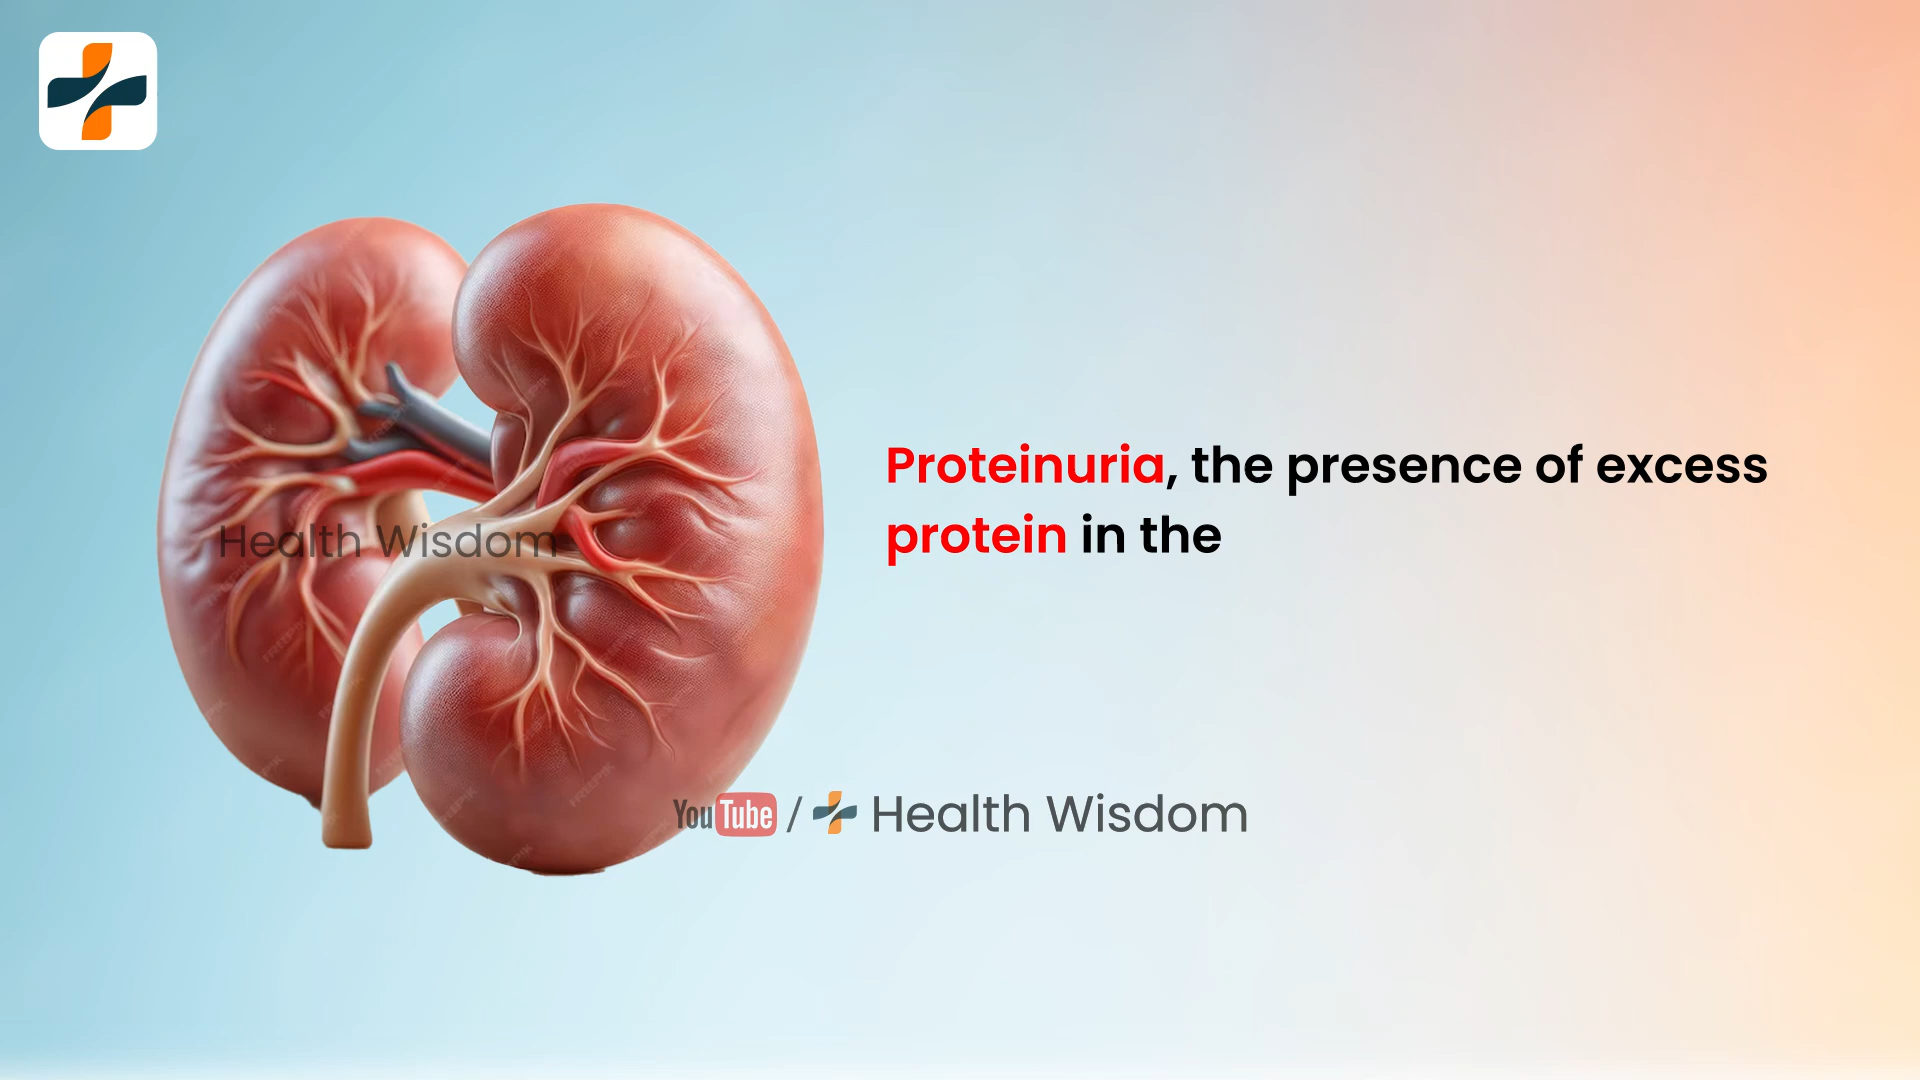 Proteinuria, the presence of excess
protein in the
Health Wisdom
YouTube / Health Wisdom